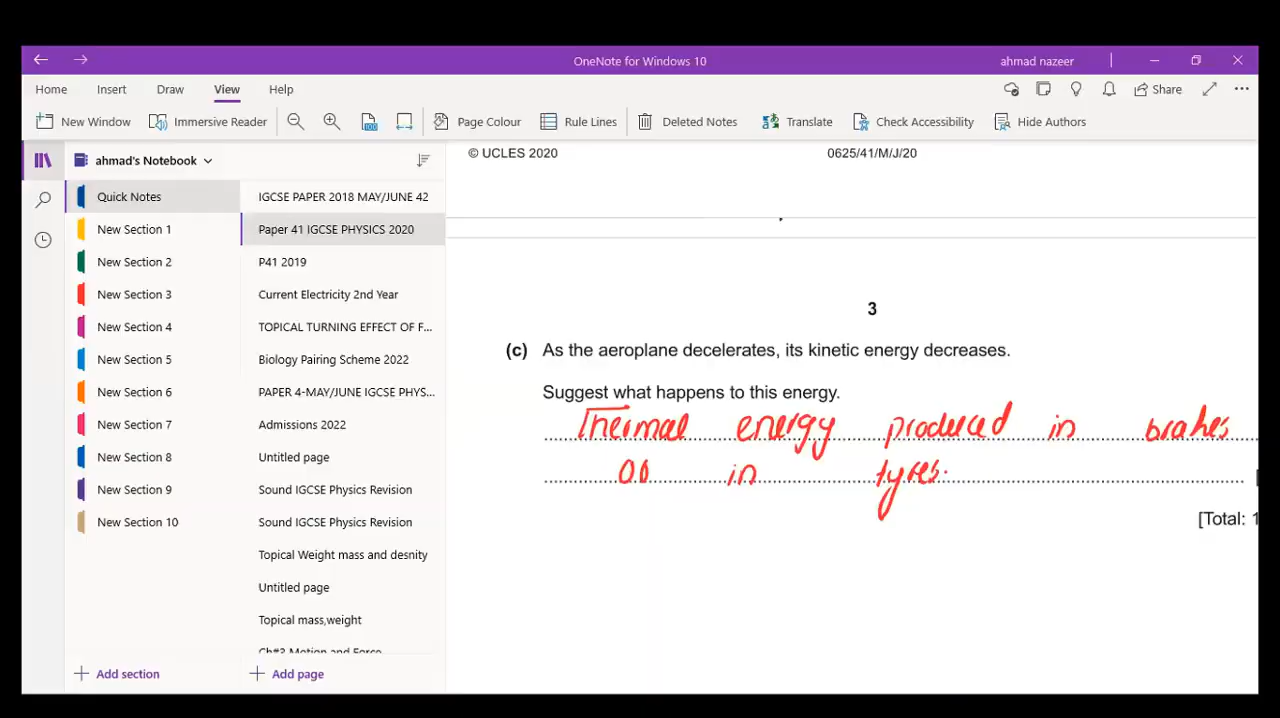 OneNote for Windows 10
ahmad nazeer
Home Insert Draw View Help
Share
New Window Immersive Reader Page Colour Rule Lines Deleted Notes Translate Check Accessibility Hide Authors
ahmad's Notebook
© UCLES 2020 0625/41/M/J/20
Quick Notes
New Section 1
New Section 2
New Section 3
New Section 4
New Section 5
New Section 6
New Section 7
New Section 8
New Section 9
New Section 10
Add section
IGCSE PAPER 2018 MAY/JUNE 42
Paper 41 IGCSE PHYSICS 2020
P41 2019
Current Electricity 2nd Year
TOPICAL TURNING EFFECT OF F...
Biology Pairing Scheme 2022
PAPER 4-MAY/JUNE IGCSE PHYS...
Admissions 2022
Untitled page
Sound IGCSE Physics Revision
Sound IGCSE Physics Revision
Topical Weight mass and desnity
Untitled page
Topical mass,weight
Ch#3 Motion and Force
Add page
3
(c) As the aeroplane decelerates, its kinetic energy decreases.
Suggest what happens to this energy.
Thermal energy produced in brakes
in tyres.
[Total: 1